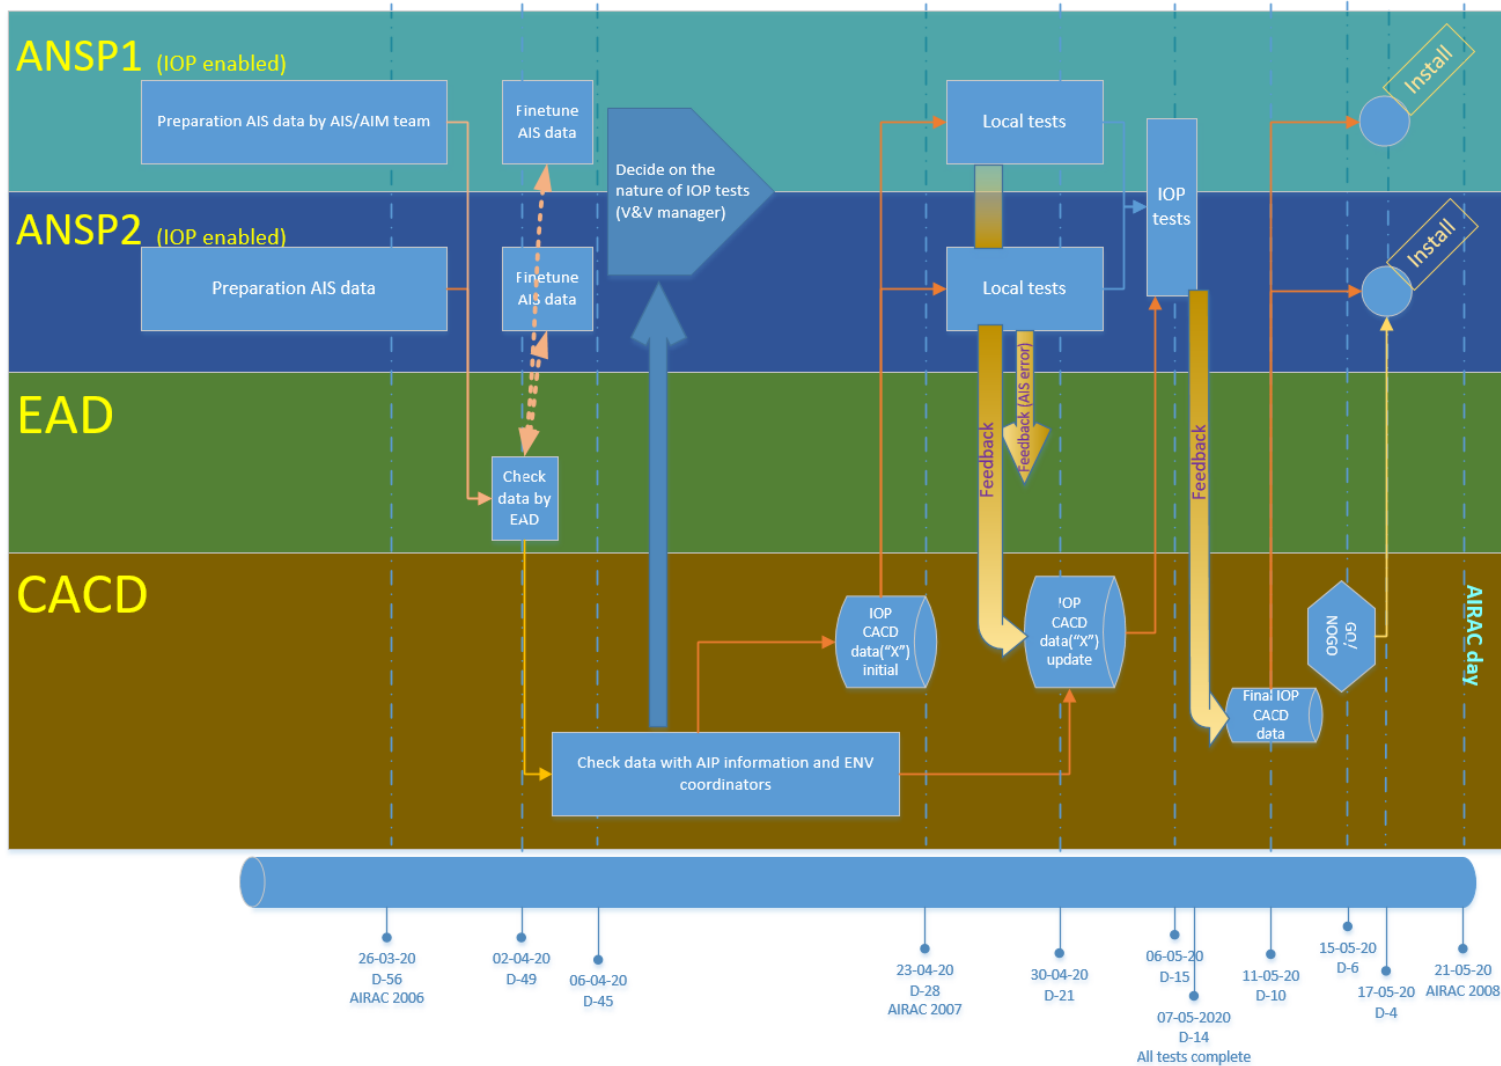 ANSP1 (IOP enabled)
Preparation AIS data by AIS/AIM team
Finetune
AIS data
Decide on the
nature of IOP tests
(V&V manager)
Local tests
IOP
tests
Install
ANSP2 (IOP enabled)
Preparation AIS data
Finetune
AIS data
Local tests
Install
Feedback
Feedback (AIS error)
Feedback
EAD
Check
data by
EAD
CACD
IOP
CACD
data("X")
initial
IOP
CACD
data("X")
update
GO /
NOGO
Final IOP
CACD
data
AIRAC day
Check data with AIP information and ENV
coordinators
26-03-20
D-56
AIRAC 2006
02-04-20
D-49
06-04-20
D-45
23-04-20
D-28
AIRAC 2007
30-04-20
D-21
06-05-20
D-15
07-05-2020
D-14
All tests complete
11-05-20
D-10
15-05-20
D-6
17-05-20
D-4
21-05-20
AIRAC 2008